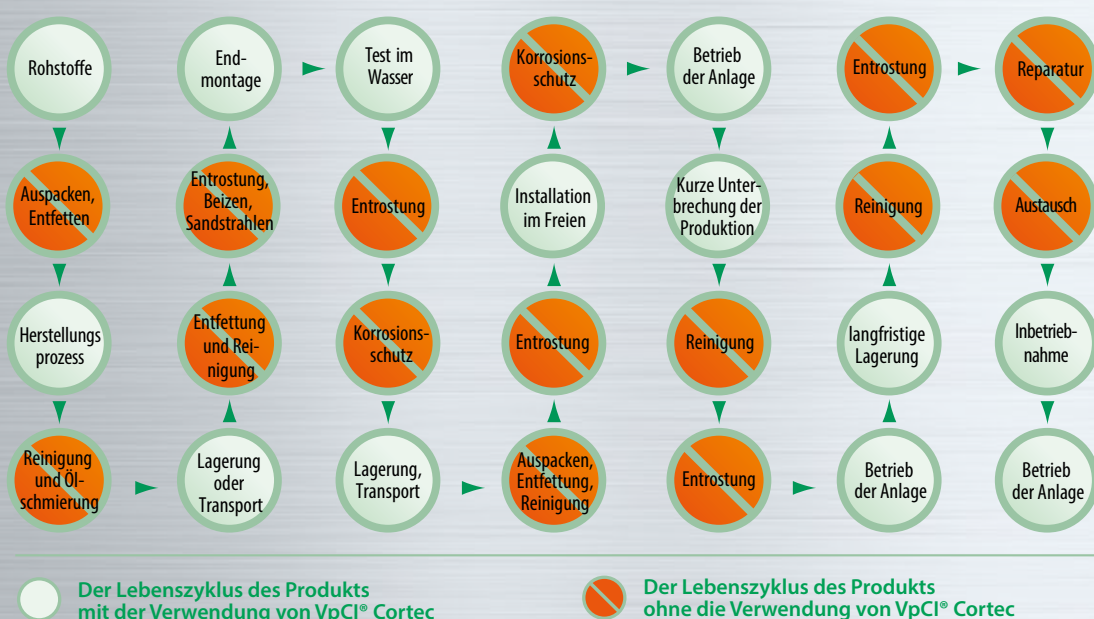 Rohstoffe
Auspacken,
Entfetten
Herstellungs
prozess
Reinigung
und Öl-
schmierung
Lagerung
oder
Transport
Entfettung
und Rei-
nigung
Entrostung,
Beizen,
Sandstrahlen
End-
montage
Test im
Wasser
Entrostung
Korrosions-
schutz
Lagerung,
Transport
Auspacken,
Entfettung,
Reinigung
Entrostung
Installation
im Freien
Korrosions-
schutz
Betrieb
der Anlage
Kurze Unter-
brechung der
Produktion
Reinigung
Entrostung
Betrieb
der Anlage
langfristige
Lagerung
Reinigung
Entrostung
Reparatur
Austausch
Inbetrieb-
nahme
Betrieb
der Anlage
Der Lebenszyklus des Produkts
mit der Verwendung von VpCI® Cortec
Der Lebenszyklus des Produkts
ohne die Verwendung von VpCI® Cortec